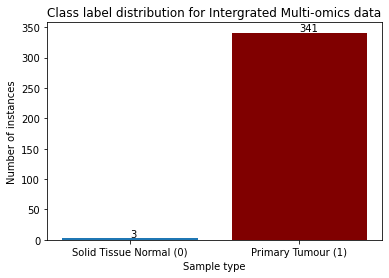 Class label distribution for Intergrated Multi-omics data
350
300
250
200
150
100
50
0
Number of instances
3
341
Solid Tissue Normal (0)
Primary Tumour (1)
Sample type